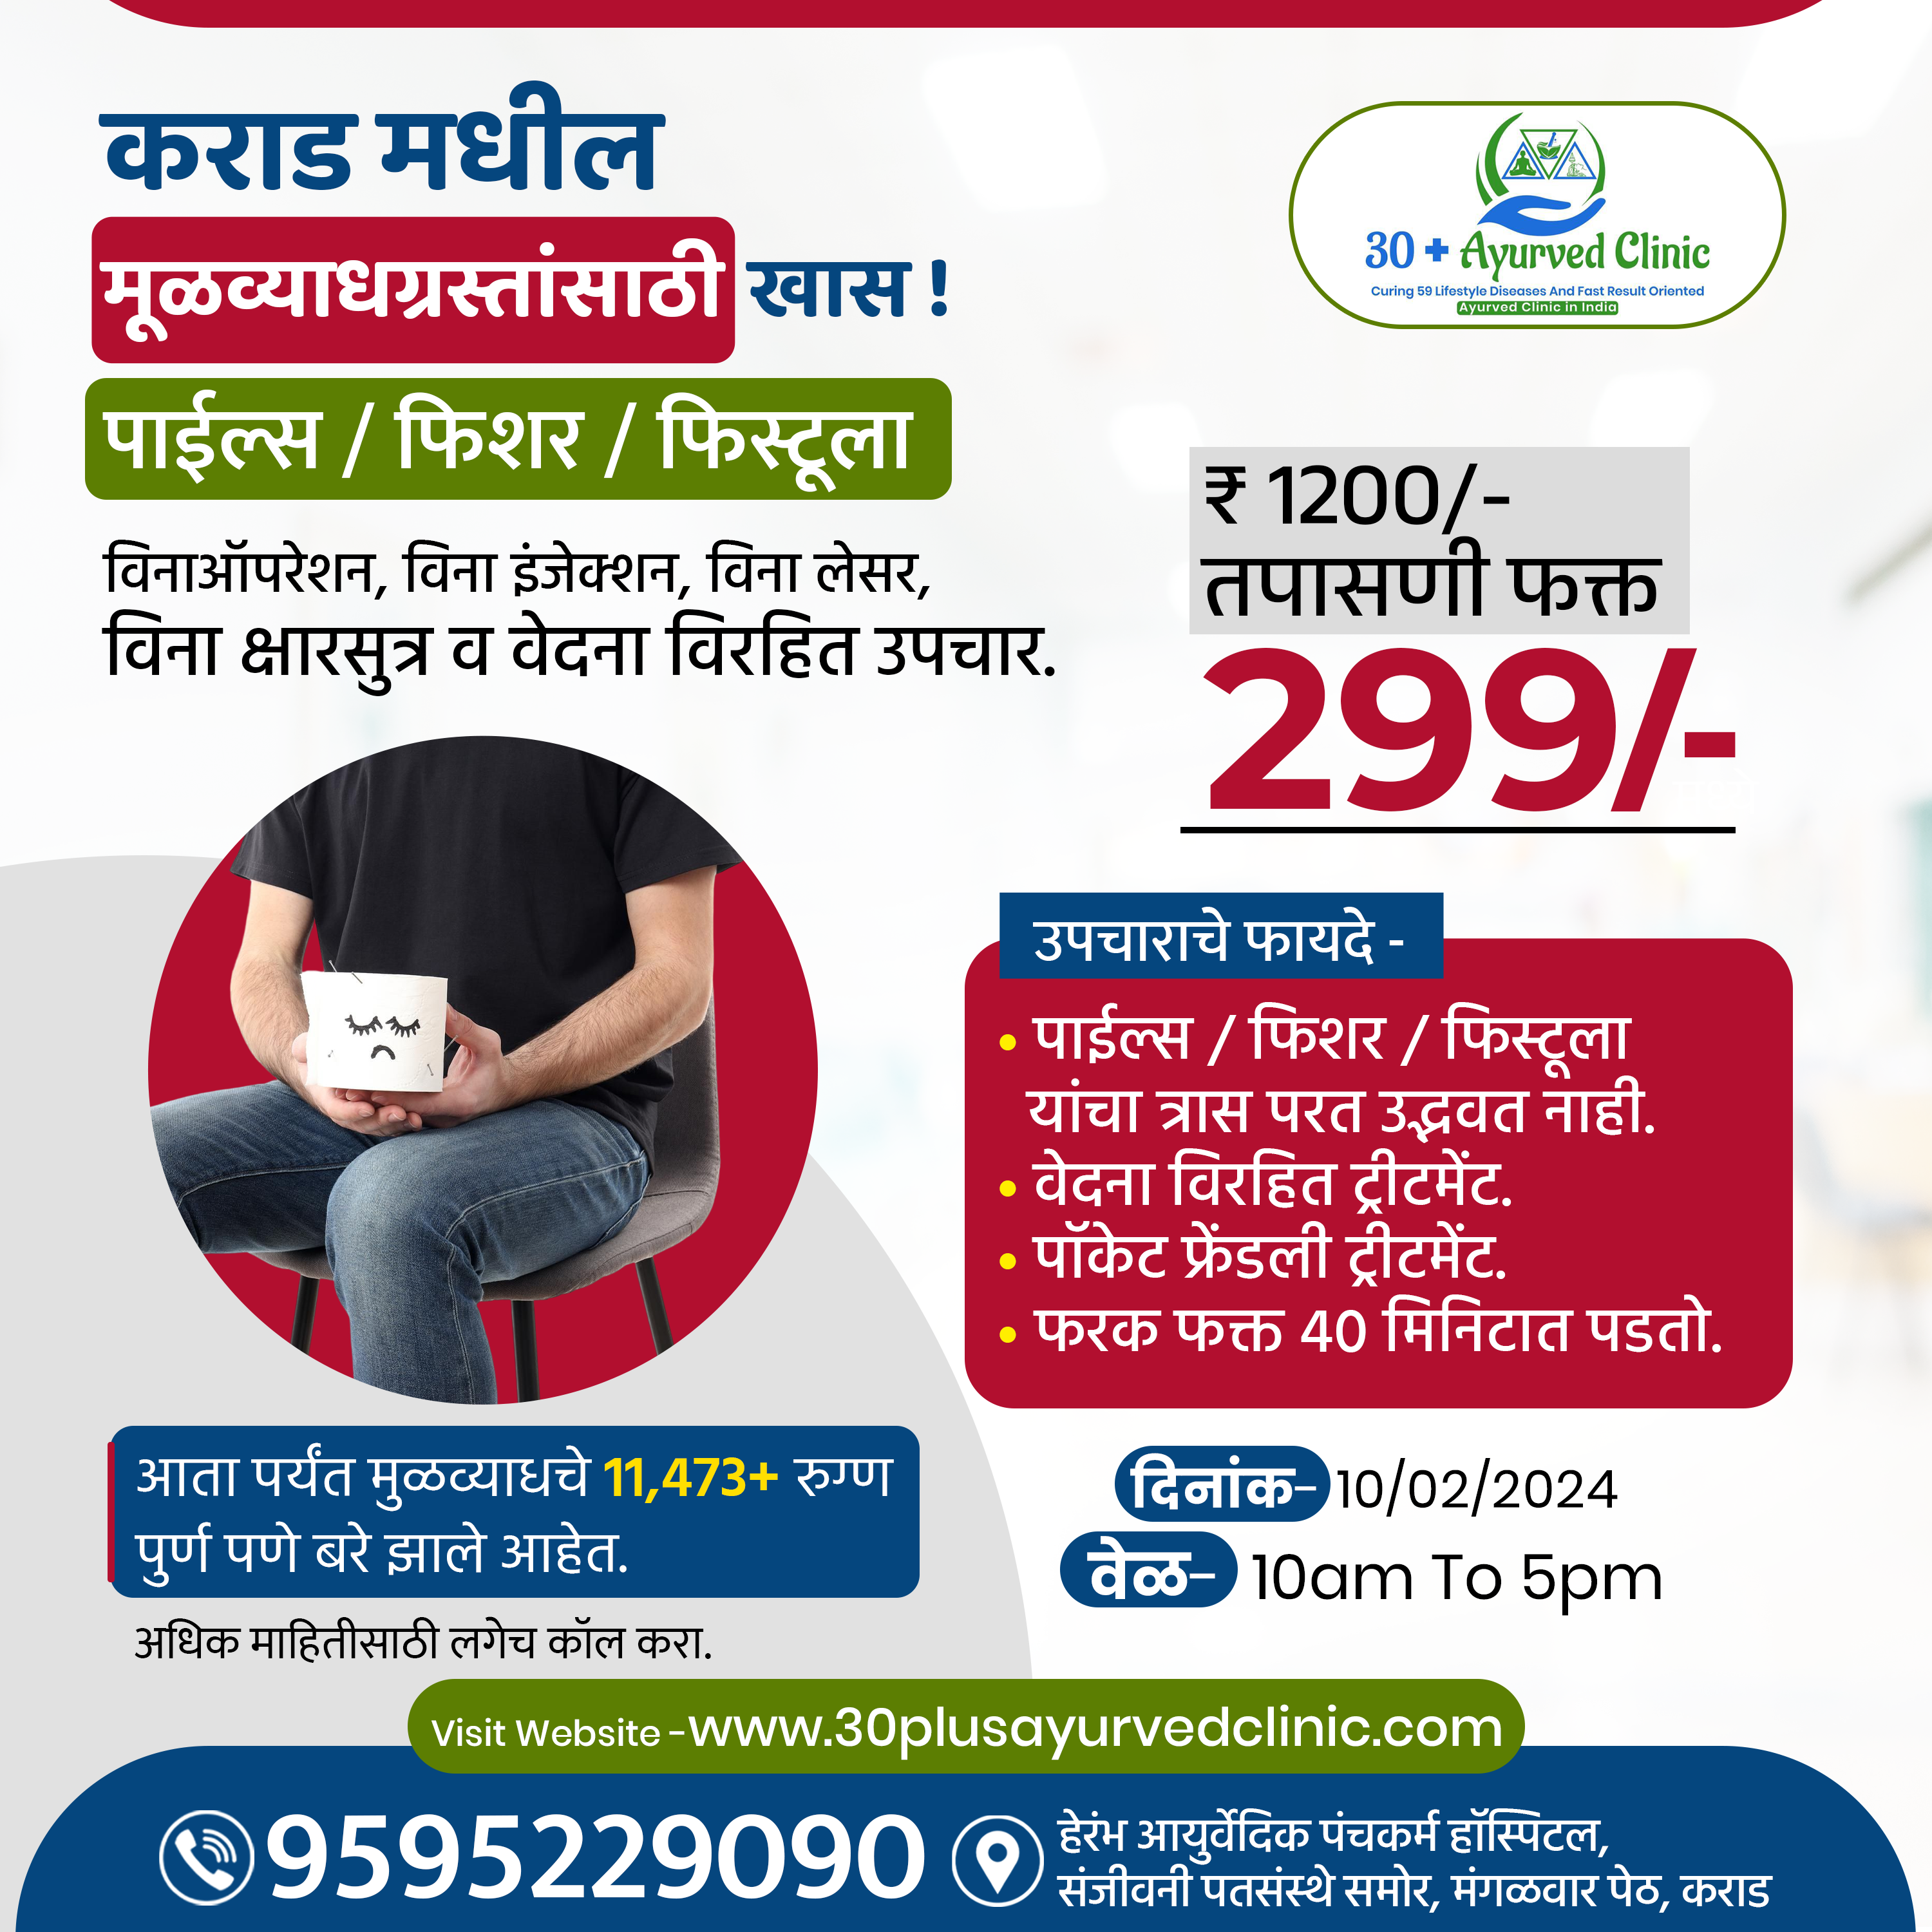 कराड मधील
मूळव्याधग्रस्तांसाठी खास !
पाईल्स / फिशर / फिस्टूला
विनाऑपरेशन, विना इंजेक्शन, विना लेसर,
विना क्षारसुत्र व वेदना विरहित उपचार.
30 + Ayurved Clinic
Curing 59 Lifestyle Diseases And Fast Result Oriented
Ayurved Clinic in India
₹ 1200/-
तपासणी फक्त
299/-
उपचाराचे फायदे -
• पाईल्स / फिशर / फिस्टूला
यांचा त्रास परत उद्भवत नाही.
• वेदना विरहित ट्रीटमेंट.
• पॉकेट फ्रेंडली ट्रीटमेंट.
• फरक फक्त 40 मिनिटात पडतो.
आता पर्यंत मुळव्याधचे 11,473+ रुग्ण
पुर्ण पणे बरे झाले आहेत.
अधिक माहितीसाठी लगेच कॉल करा.
दिनांक- 10/02/2024
वेळ- 10am To 5pm
Visit Website -www.30plusayurvedclinic.com
9595229090
हेरंभ आयुर्वेदिक पंचकर्म हॉस्पिटल,
संजीवनी पतसंस्थे समोर, मंगळवार पेठ, कराड